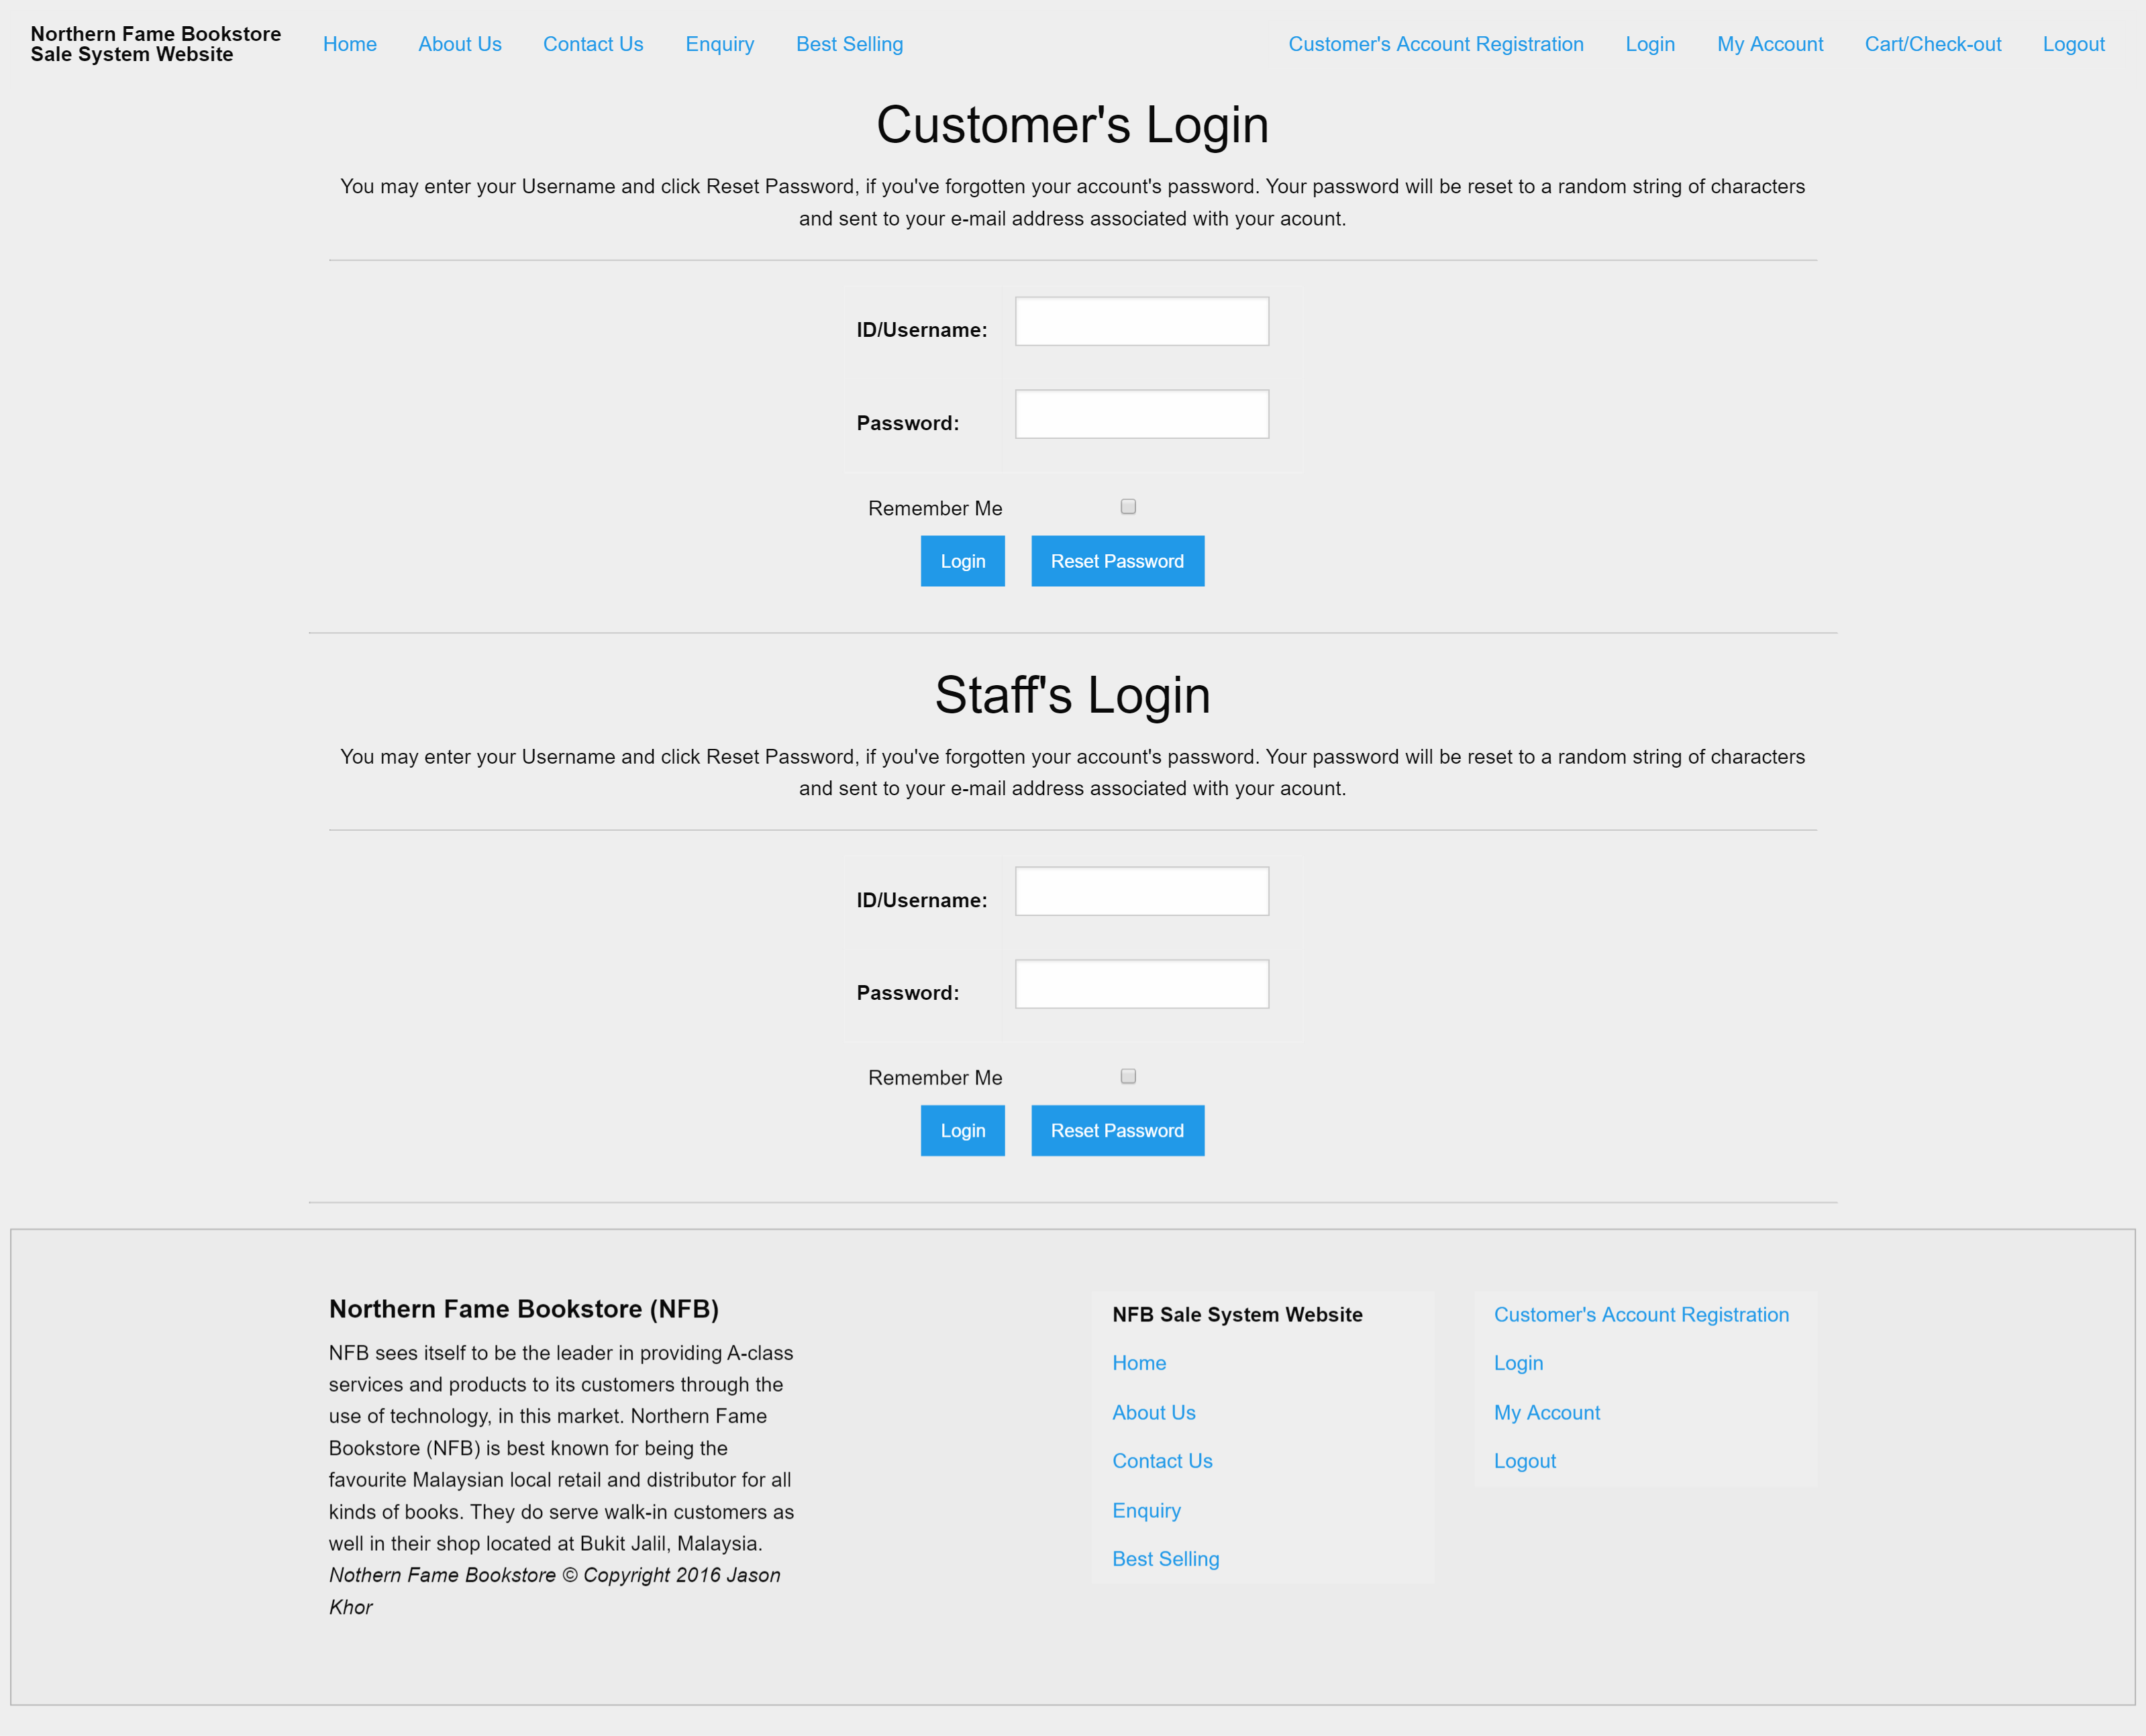 Northern Fame Bookstore
Sale System Website
Home
About Us
Contact Us
Enquiry
Best Selling
Customer's Account Registration
Login
My Account
Cart/Check-out
Logout
Customer's Login
You may enter your Username and click Reset Password, if you've forgotten your account's password. Your password will be reset to a random string of characters
and sent to your e-mail address associated with your acount.
ID/Username:
Password:
Remember Me
Login
Reset Password
Staff's Login
You may enter your Username and click Reset Password, if you've forgotten your account's password. Your password will be reset to a random string of characters
and sent to your e-mail address associated with your acount.
ID/Username:
Password:
Remember Me
Login
Reset Password
Northern Fame Bookstore (NFB)
NFB sees itself to be the leader in providing A-class
services and products to its customers through the
use of technology, in this market. Northern Fame
Bookstore (NFB) is best known for being the
favourite Malaysian local retail and distributor for all
kinds of books. They do serve walk-in customers as
well in their shop located at Bukit Jalil, Malaysia.
Nothern Fame Bookstore © Copyright 2016 Jason
Khor
NFB Sale System Website
Home
About Us
Contact Us
Enquiry
Best Selling
Customer's Account Registration
Login
My Account
Logout